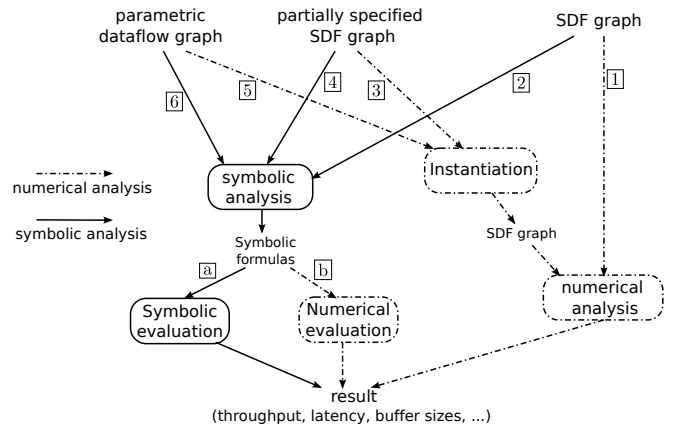 parametric
dataflow graph
partially specified
SDF graph
SDF graph
6
5
4
3
2
1
numerical analysis
symbolic analysis
symbolic
analysis
Instantiation
Symbolic
formulas
SDF graph
a
b
Symbolic
evaluation
Numerical
evaluation
numerical
analysis
result
(throughput, latency, buffer sizes, ...)